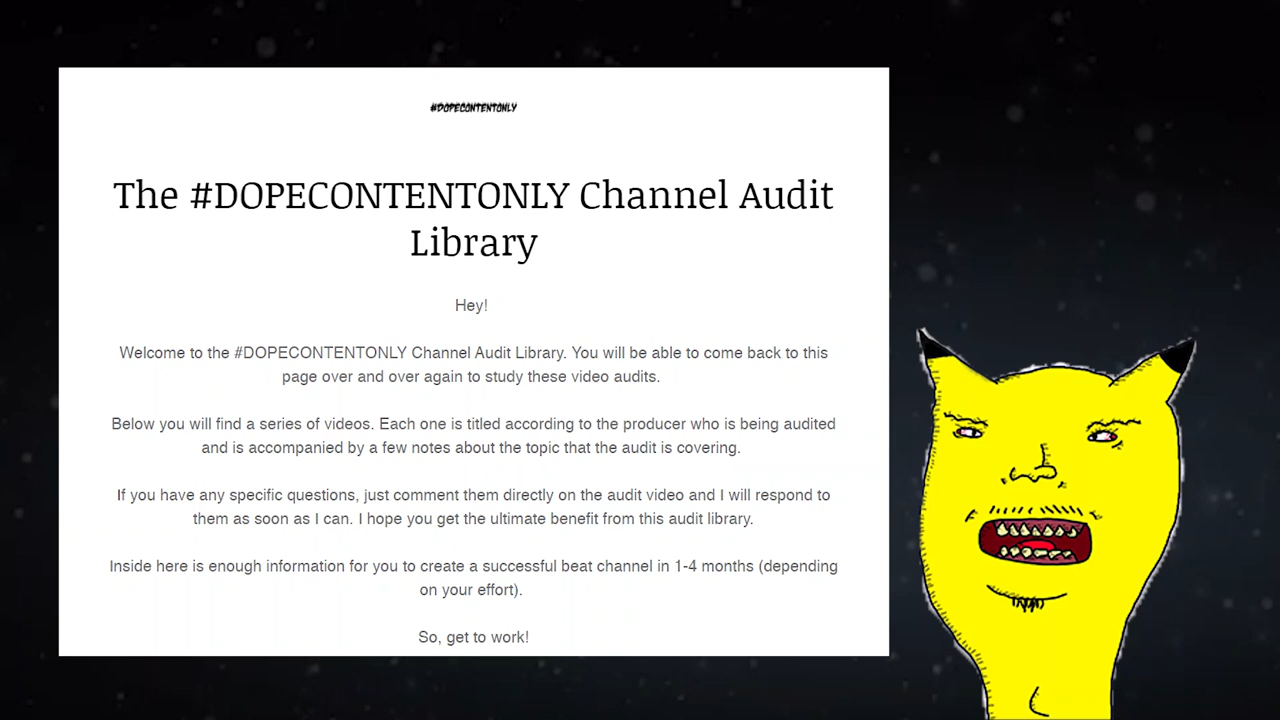 #DOPECONTENTONLY
The #DOPECONTENTONLY Channel Audit
Library
Hey!
Welcome to the #DOPECONTENTONLY Channel Audit Library. You will be able to come back to this
page over and over again to study these video audits.
Below you will find a series of videos. Each one is titled according to the producer who is being audited
and is accompanied by a few notes about the topic that the audit is covering.
If you have any specific questions, just comment them directly on the audit video and I will respond to
them as soon as I can. I hope you get the ultimate benefit from this audit library.
Inside here is enough information for you to create a successful beat channel in 1-4 months (depending
on your effort).
So, get to work!